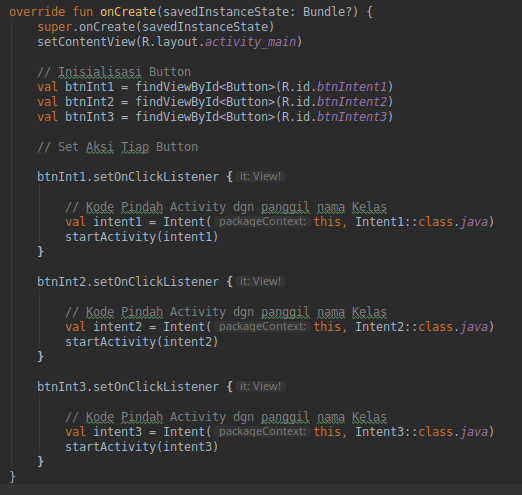 override fun onCreate(savedInstanceState: Bundle?) {
super.onCreate(savedInstanceState)
setContentView(R.layout.activity_main)
// Inisialisasi Button
val btnInt1 = findViewById<Button>(R.id.btnIntent1)
val btnInt2 = findViewById<Button>(R.id.btnIntent2)
val btnInt3 = findViewById<Button>(R.id.btnIntent3)
// Set Aksi Tiap Button
btnInt1.setOnClickListener { it: View!
// Kode Pindah Activity dgn panggil nama Kelas
val intent1 = Intent( packageContext: this, Intent1::class.java)
startActivity(intent1)
}
btnInt2.setOnClickListener { it: View!
// Kode Pindah Activity dgn panggil nama Kelas
val intent2 = Intent( packageContext: this, Intent2::class.java)
startActivity(intent2)
}
btnInt3.setOnClickListener { it: View!
// Kode Pindah Activity dgn panggil nama Kelas
val intent3 = Intent( packageContext: this, Intent3::class.java)
startActivity(intent3)
}
}